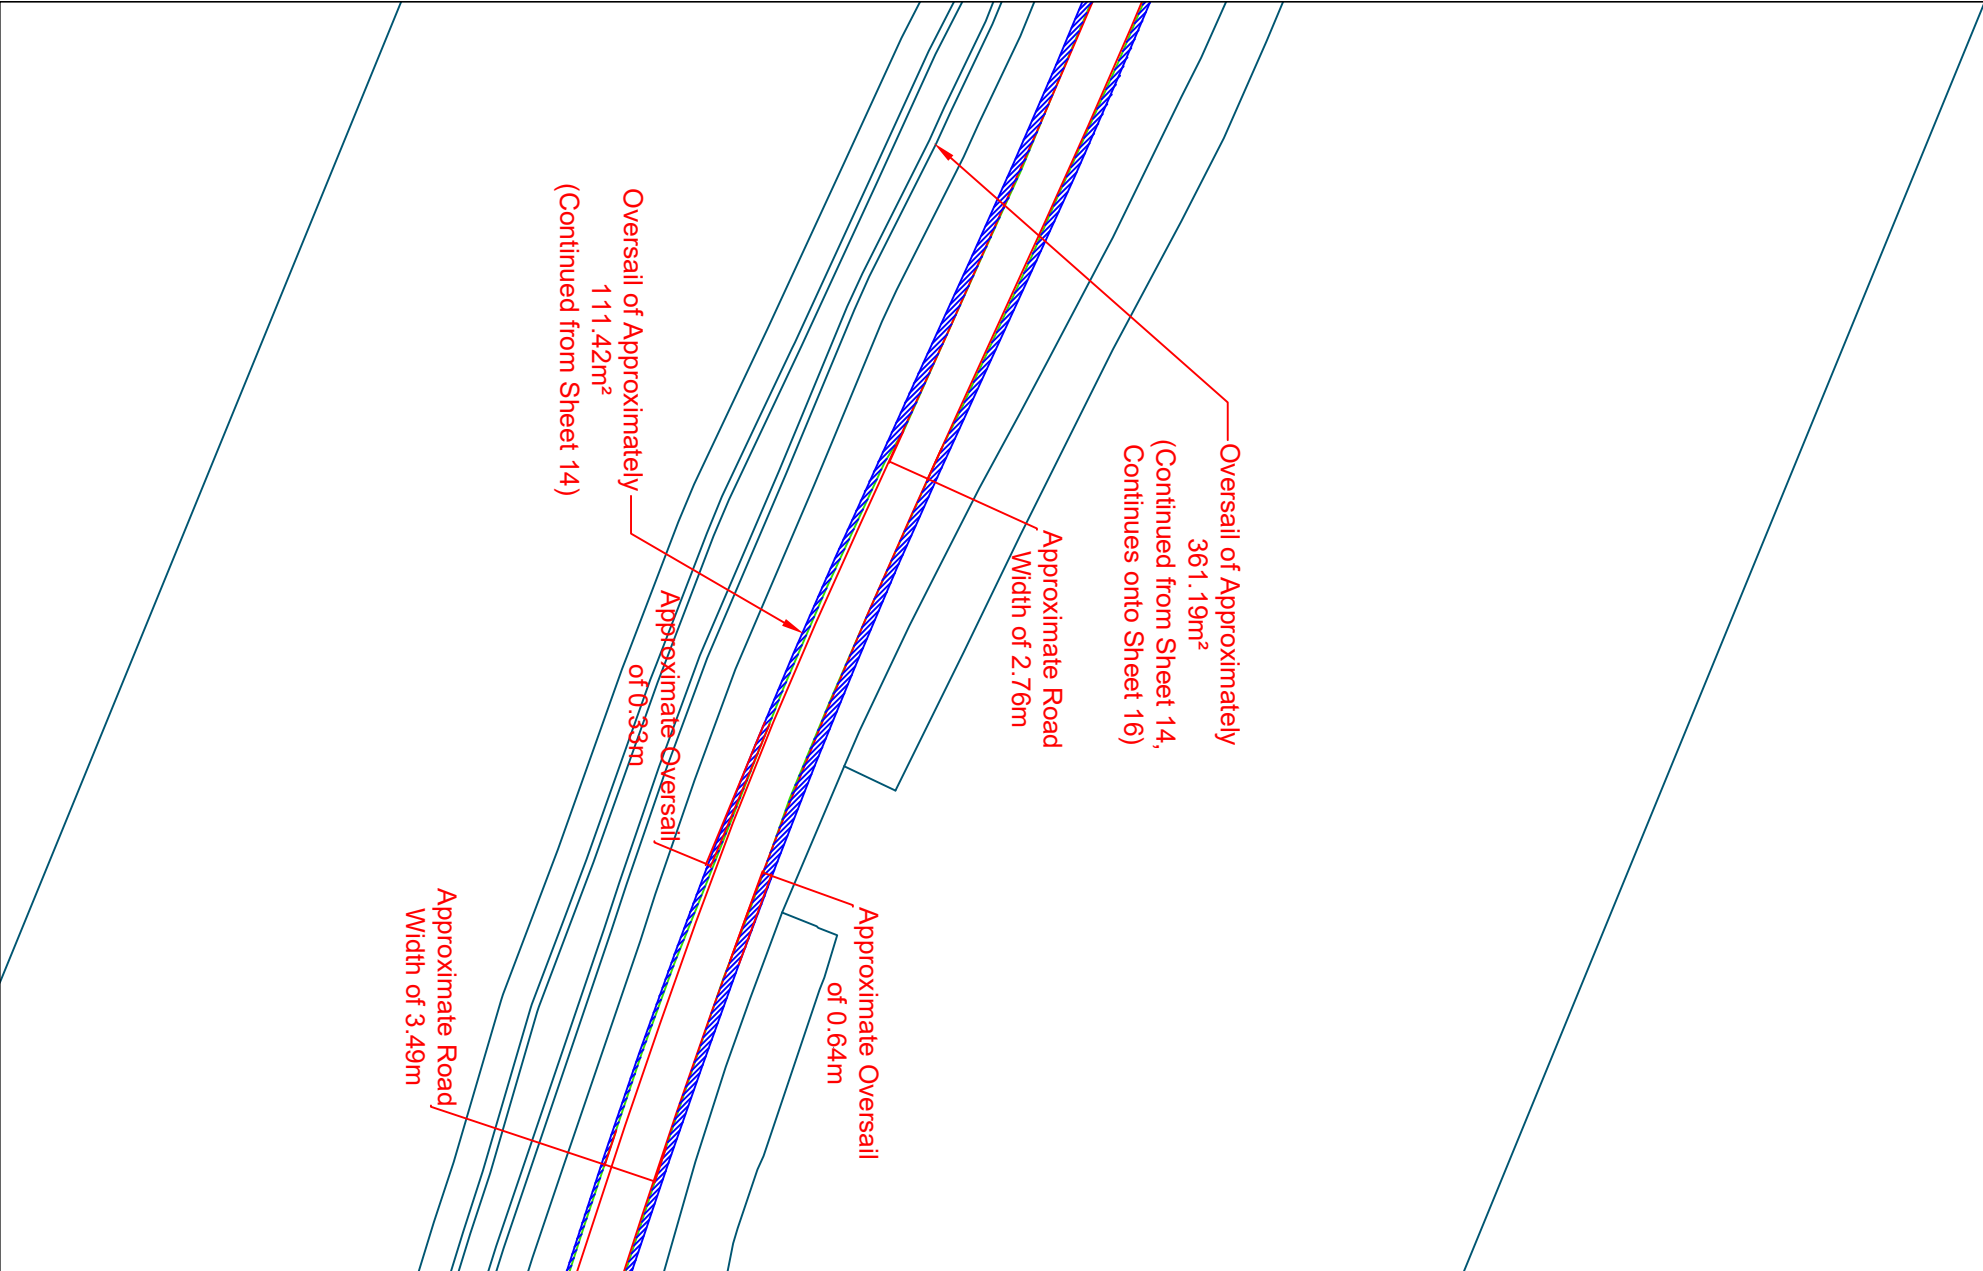 Oversail of Approximately
361.19m²
(Continued from Sheet 14,
Continues onto Sheet 16)
Approximate Road
Width of 2.76m
Approximate Oversail
of 0.64m
Oversail of Approximately
111.42m²
(Continued from Sheet 14)
Approximate Oversail
of 0.33m
Approximate Road
Width of 3.49m